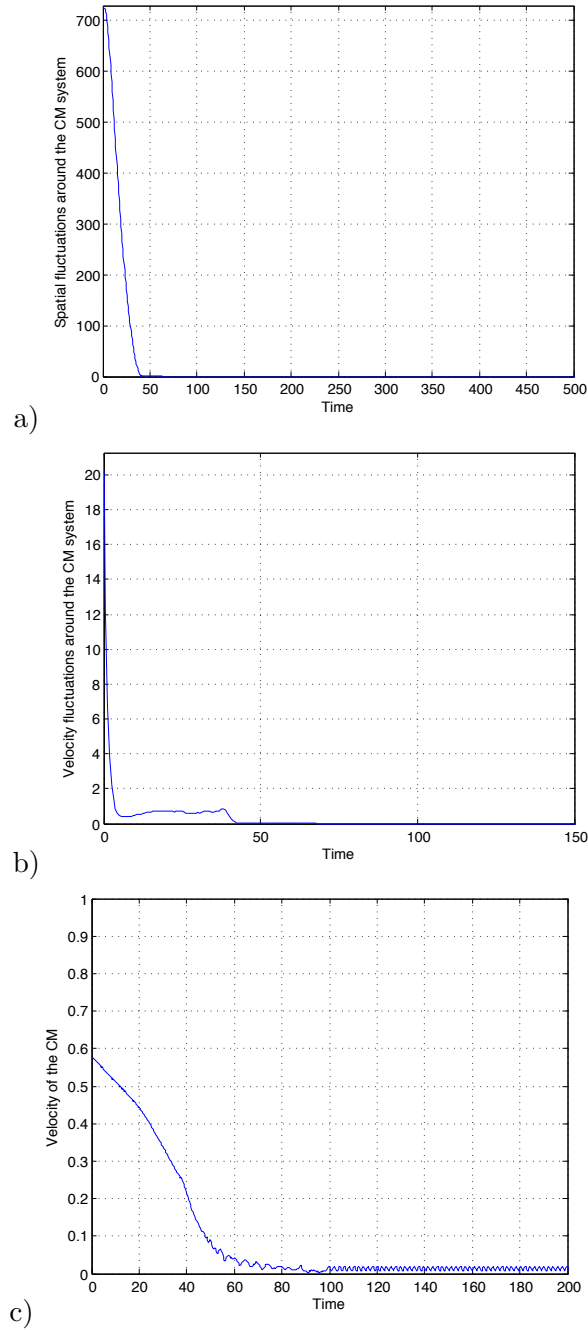 700
600
500
400
300
200
100
0
Spatial fluctuations around the CM system
0 50 100 150 200 250 300 350 400 450 500
Time
a)
20
18
16
14
12
10
8
6
4
2
0
Velocity fluctuations around the CM system
0 50 100 150
Time
b)
1
0.9
0.8
0.7
0.6
0.5
0.4
0.3
0.2
0.1
0
Velocity of the CM
0 20 40 60 80 100 120 140 160 180 200
Time
c)